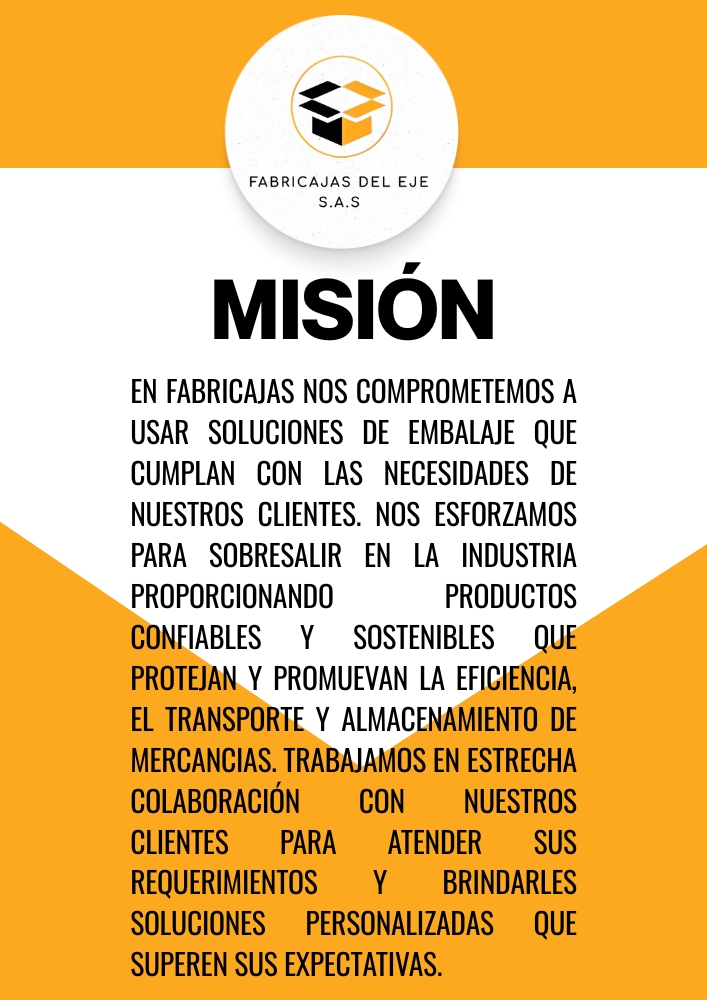 FABRICAJAS DEL EJE
S.A.S
MISIÓN
EN FABRICAJAS NOS COMPROMETEMOS A
USAR SOLUCIONES DE EMBALAJE QUE
CUMPLAN CON LAS NECESIDADES DE
NUESTROS CLIENTES. NOS ESFORZAMOS
PARA SOBRESALIR EN LA INDUSTRIA
PROPORCIONANDO PRODUCTOS
CONFIABLES Y SOSTENIBLES QUE
PROTEJAN Y PROMUEVAN LA EFICIENCIA,
EL TRANSPORTE Y ALMACENAMIENTO DE
MERCANCIAS. TRABAJAMOS EN ESTRECHA
COLABORACIÓN CON NUESTROS
CLIENTES PARA ATENDER SUS
REQUERIMIENTOS Y BRINDARLES
SOLUCIONES PERSONALIZADAS QUE
SUPEREN SUS EXPECTATIVAS.